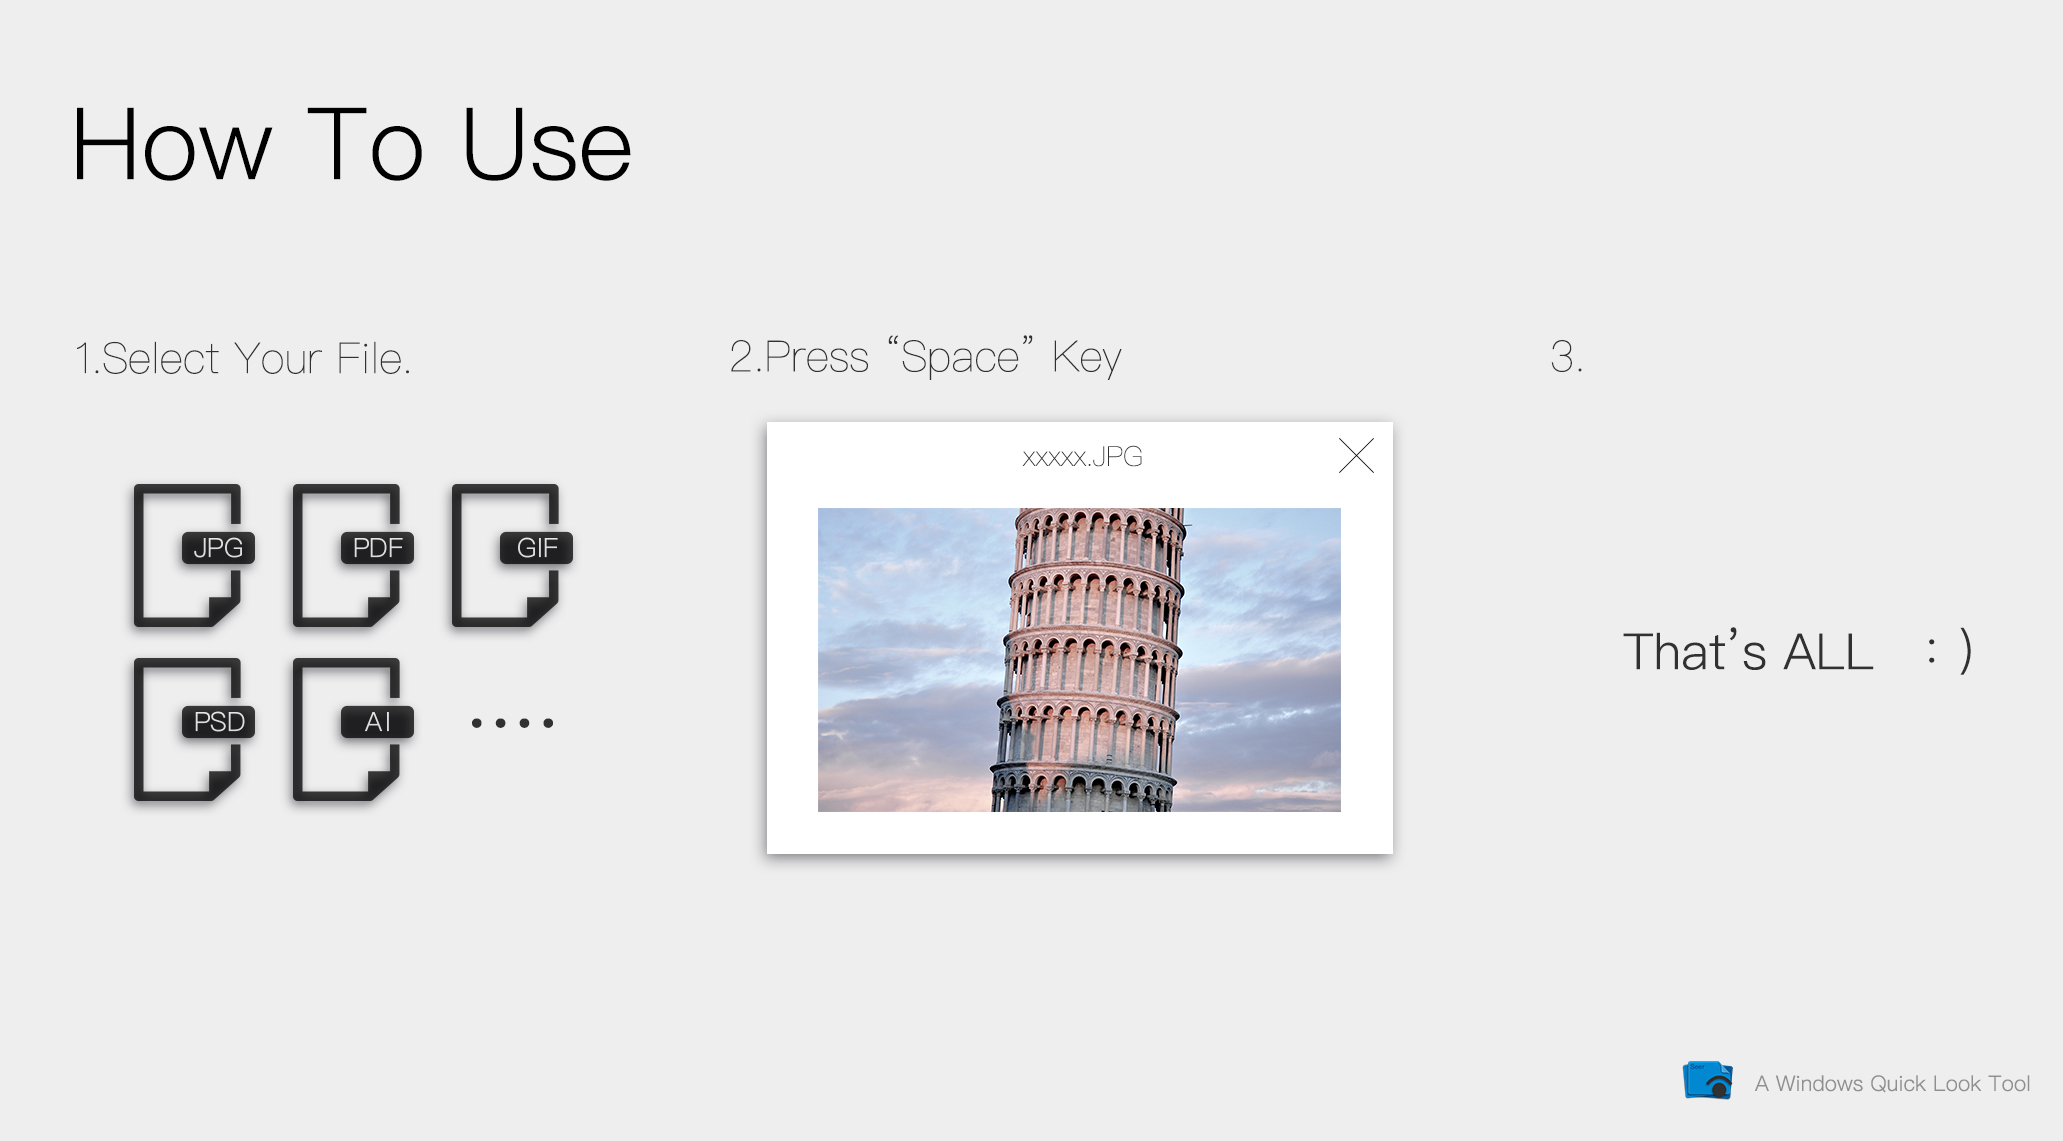 How To Use
1.Select Your File.
JPG
PDF
GIF
PSD
AI
....
2.Press “Space” Key
xxxxx.JPG
3.
That’s ALL : )
Seer
A Windows Quick Look Tool